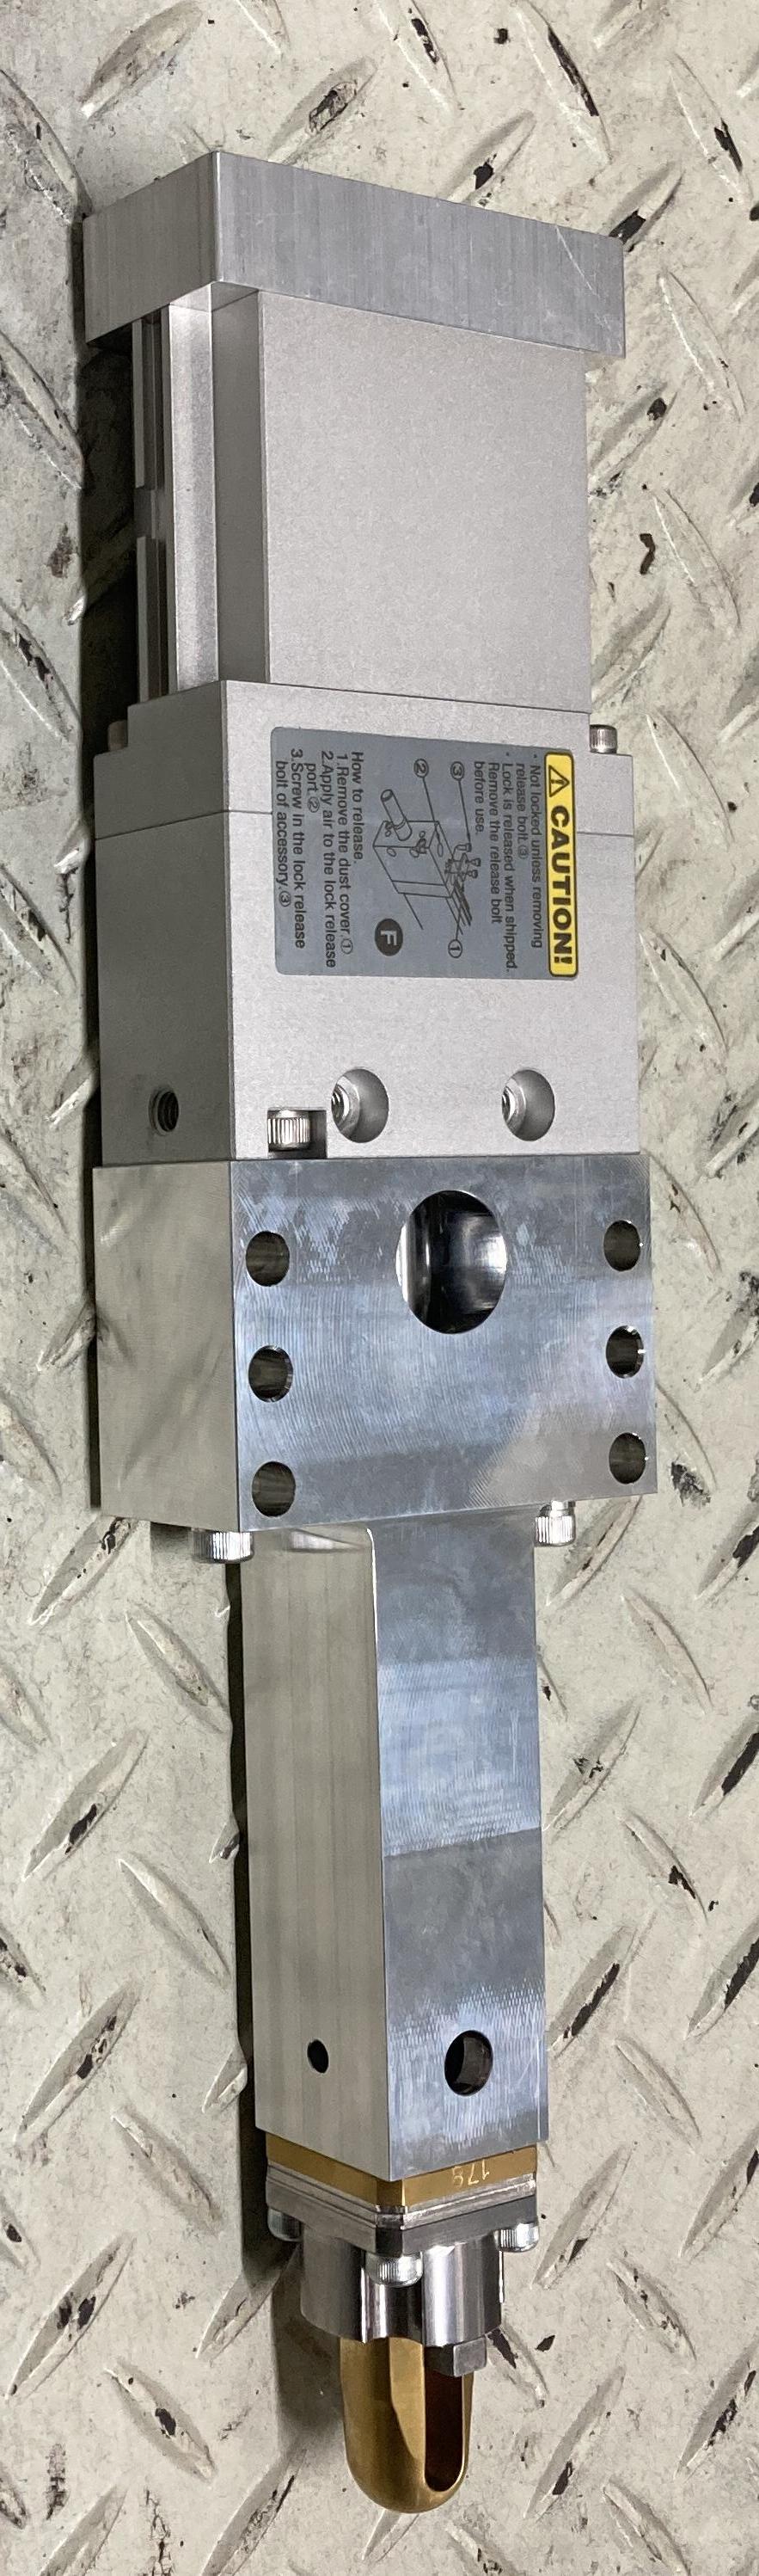 ⚠ CAUTION!
・Not locked unless removing
release bolt.③
・Lock is released when shipped.
Remove the release bolt
before use.
③
②
①
F
How to release.
1.Remove the dust cover.①
2.Apply air to the lock release
port.②
3.Screw in the lock release
bolt of accessory.③
178